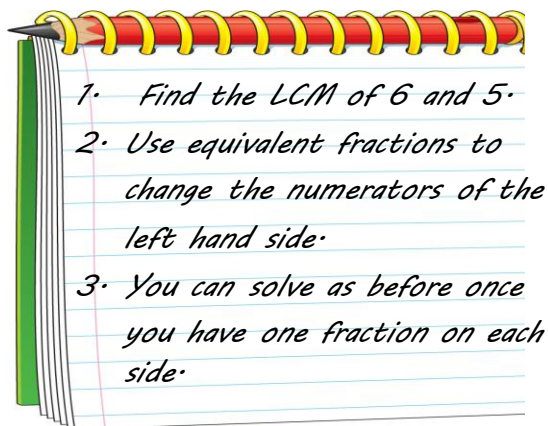 1. Find the LCM of 6 and 5.
2. Use equivalent fractions to
change the numerators of the
left hand side.
3. You can solve as before once
you have one fraction on each
side.